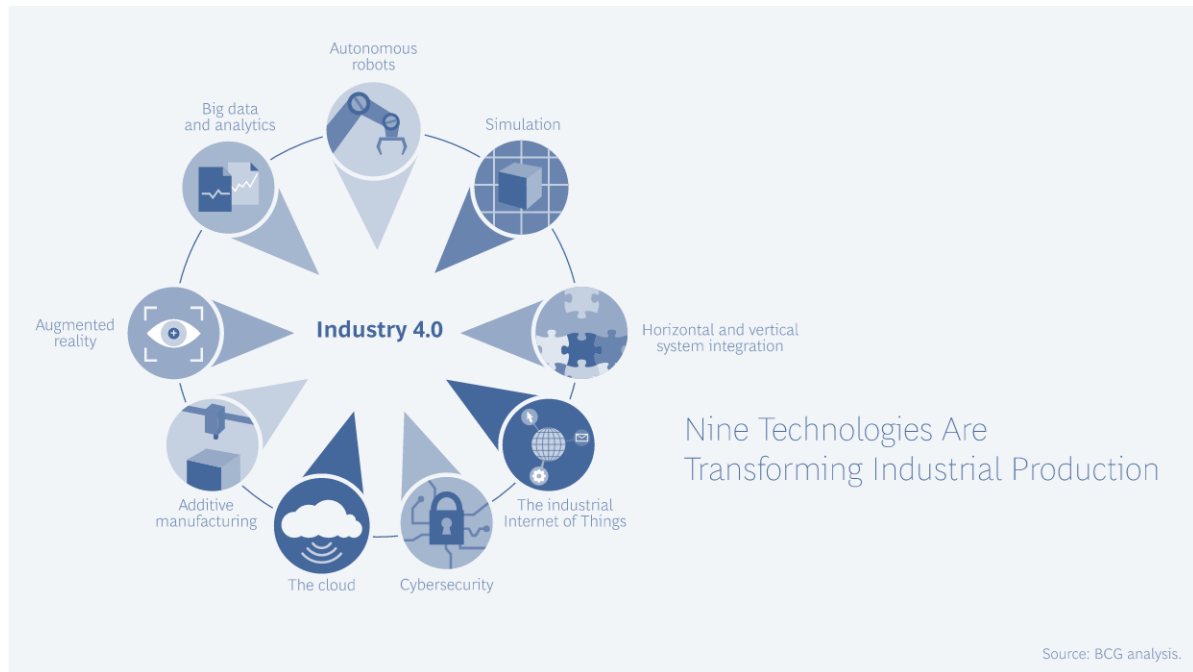 Autonomous
robots
Big data
and analytics
Simulation
Augmented
reality
Industry 4.0
Horizontal and vertical
system integration
Nine Technologies Are
Transforming Industrial Production
Additive
manufacturing
The industrial
Internet of Things
The cloud
Cybersecurity
Source: BCG analysis.